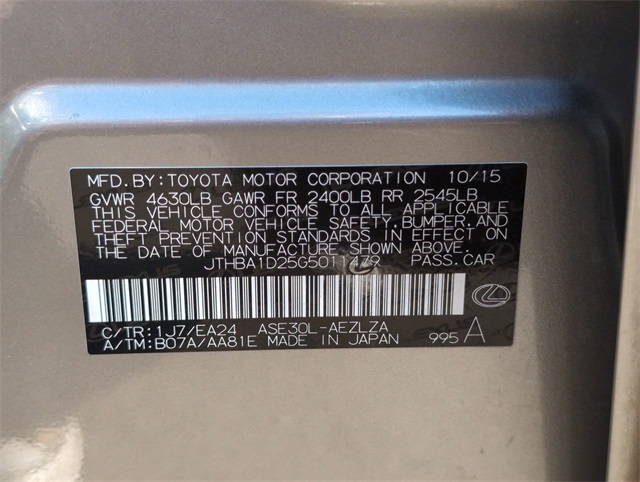 MFD.BY:TOYOTA MOTOR CORPORATION 10/15
GVWR 4630LB GAWR FR 2400LB RR 2545LB
THIS VEHICLE CONFORMS TO ALL APPLICABLE
FEDERAL MOTOR VEHICLE SAFETY,BUMPER,AND
THEFT PREVENTION STANDARDS IN EFFECT ON
THE DATE OF MANUFACTURE SHOWN ABOVE.
JTHBA1D25G5011479 PASS.CAR
C/TR:1J7/EA24 ASE30L-AEZLZA
A/TM:B07A/AA81E MADE IN JAPAN 995 A